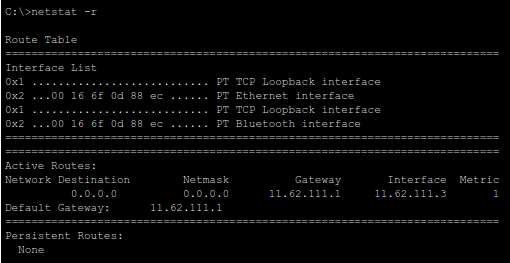 C:\>netstat -r
Route Table
===========================================================================
Interface List
0x1 ........................... PT TCP Loopback interface
0x2 ...00 16 6f 0d 88 ec ...... PT Ethernet interface
0x1 ........................... PT TCP Loopback interface
0x2 ...00 16 6f 0d 88 ec ...... PT Bluetooth interface
===========================================================================
===========================================================================
Active Routes:
Network Destination        Netmask          Gateway       Interface  Metric
          0.0.0.0          0.0.0.0      11.62.111.1     11.62.111.3       1
Default Gateway:      11.62.111.1
===========================================================================
Persistent Routes:
  None